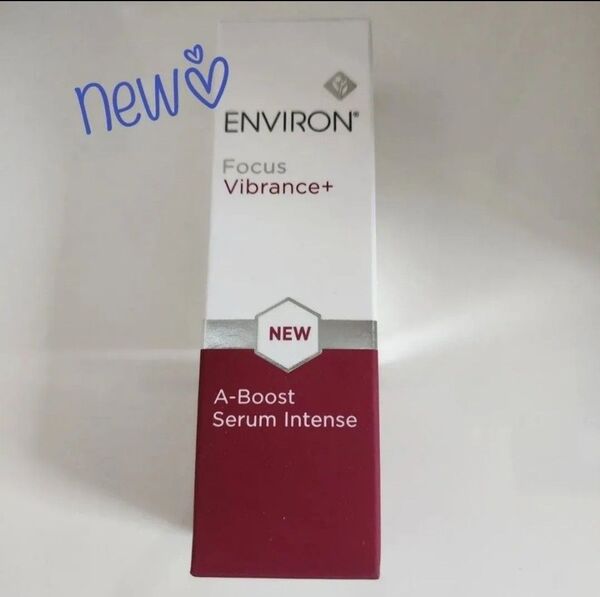 new
ENVIRON®
Focus
Vibrance+
NEW
A-Boost
Serum Intense